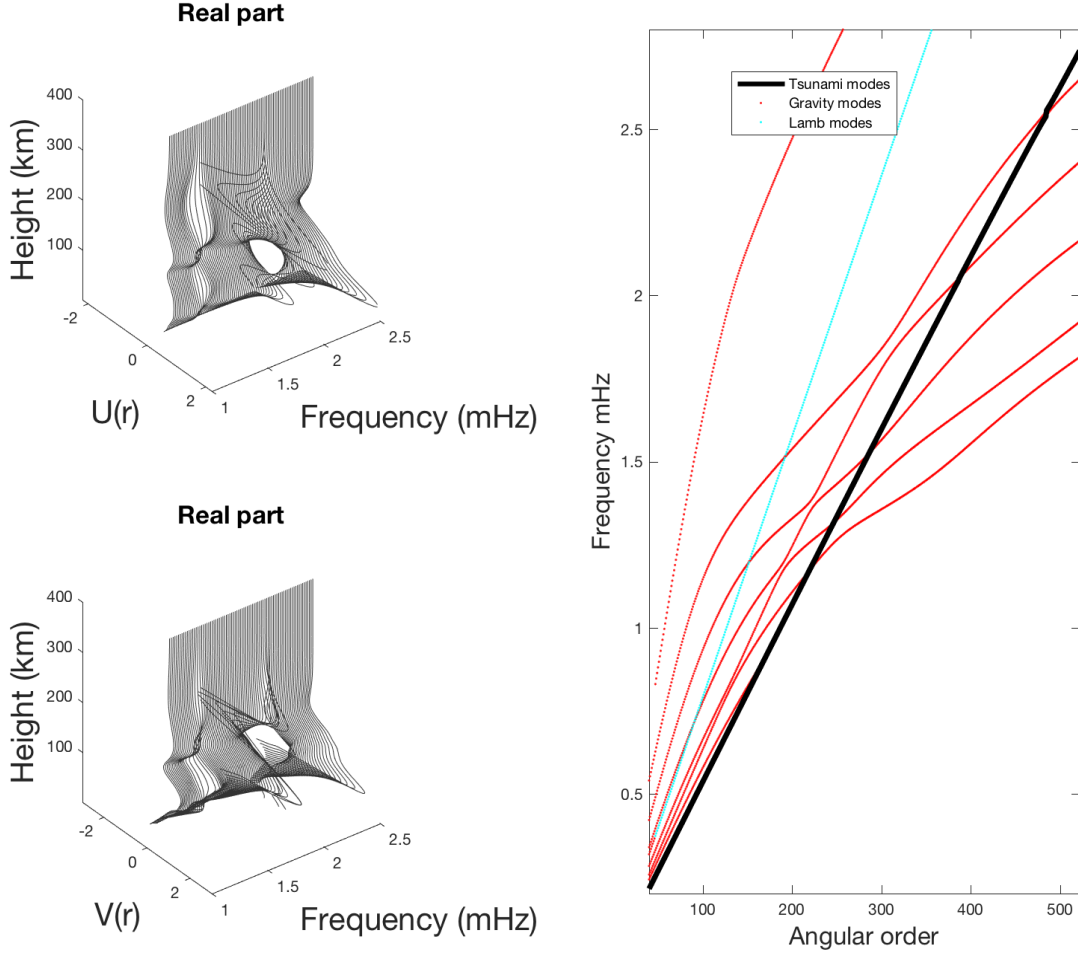 Real part
400
300
200
100
Height (km)
-2
0
2
U(r)
1
1.5
2
2.5
Frequency (mHz)
Real part
400
300
200
100
Height (km)
-2
0
2
V(r)
1
1.5
2
2.5
Frequency (mHz)
Tsunami modes
Gravity modes
Lamb modes
2.5
2
1.5
1
0.5
Frequency mHz
100
200
300
400
500
Angular order